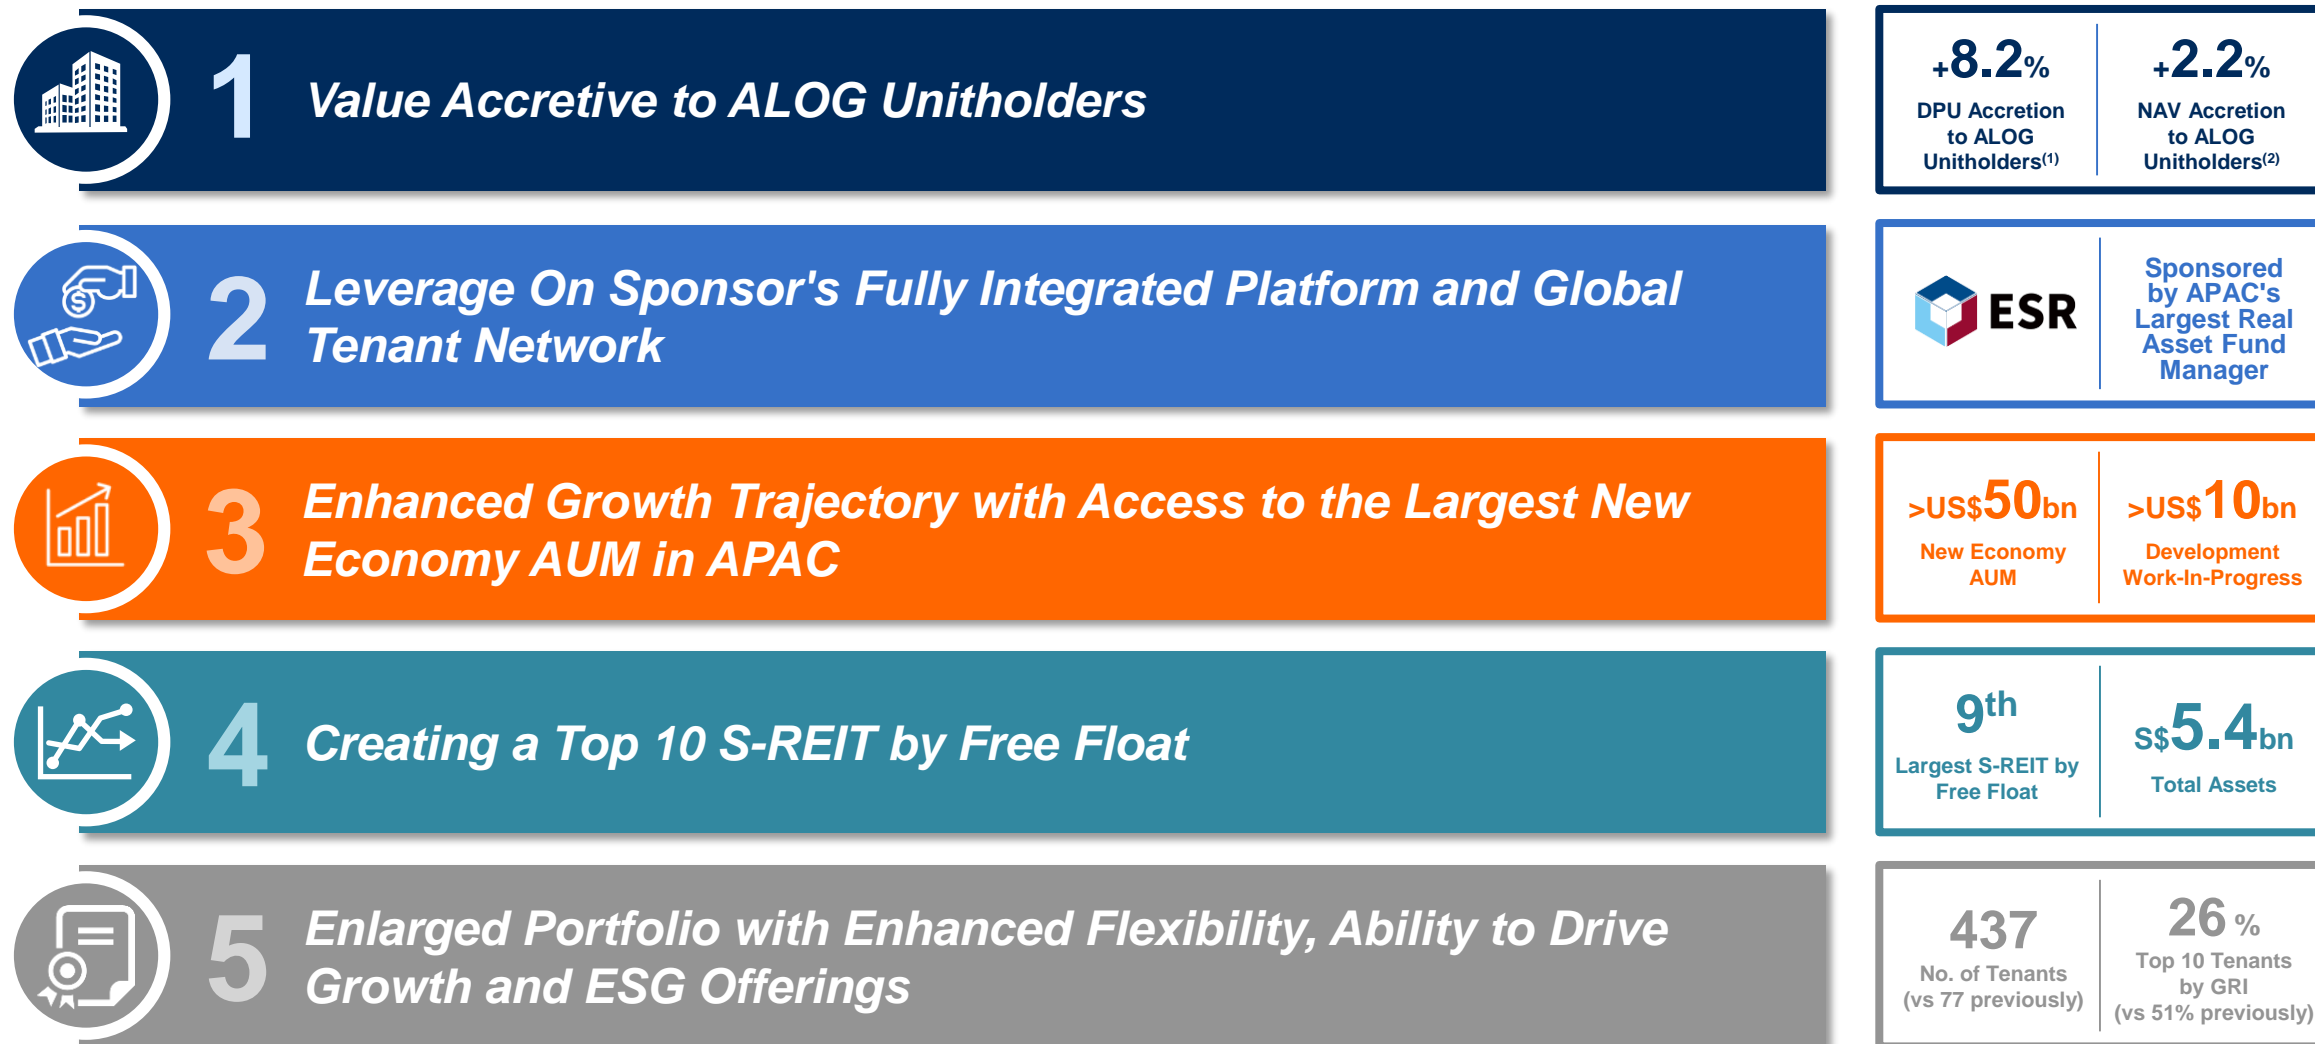 1
Value Accretive to ALOG Unitholders
+8.2%
DPU Accretion
to ALOG
Unitholders(1)
+2.2%
NAV Accretion
to ALOG
Unitholders(2)
2
Leverage On Sponsor's Fully Integrated Platform and Global
Tenant Network
ESR
Sponsored
by APAC's
Largest Real
Asset Fund
Manager
3
Enhanced Growth Trajectory with Access to the Largest New
Economy AUM in APAC
>US$50bn
New Economy
AUM
>US$10bn
Development
Work-In-Progress
4
Creating a Top 10 S-REIT by Free Float
9th
Largest S-REIT by
Free Float
S$5.4bn
Total Assets
5
Enlarged Portfolio with Enhanced Flexibility, Ability to Drive
Growth and ESG Offerings
437
No. of Tenants
(vs 77 previously)
26 %
Top 10 Tenants
by GRI
(vs 51% previously)